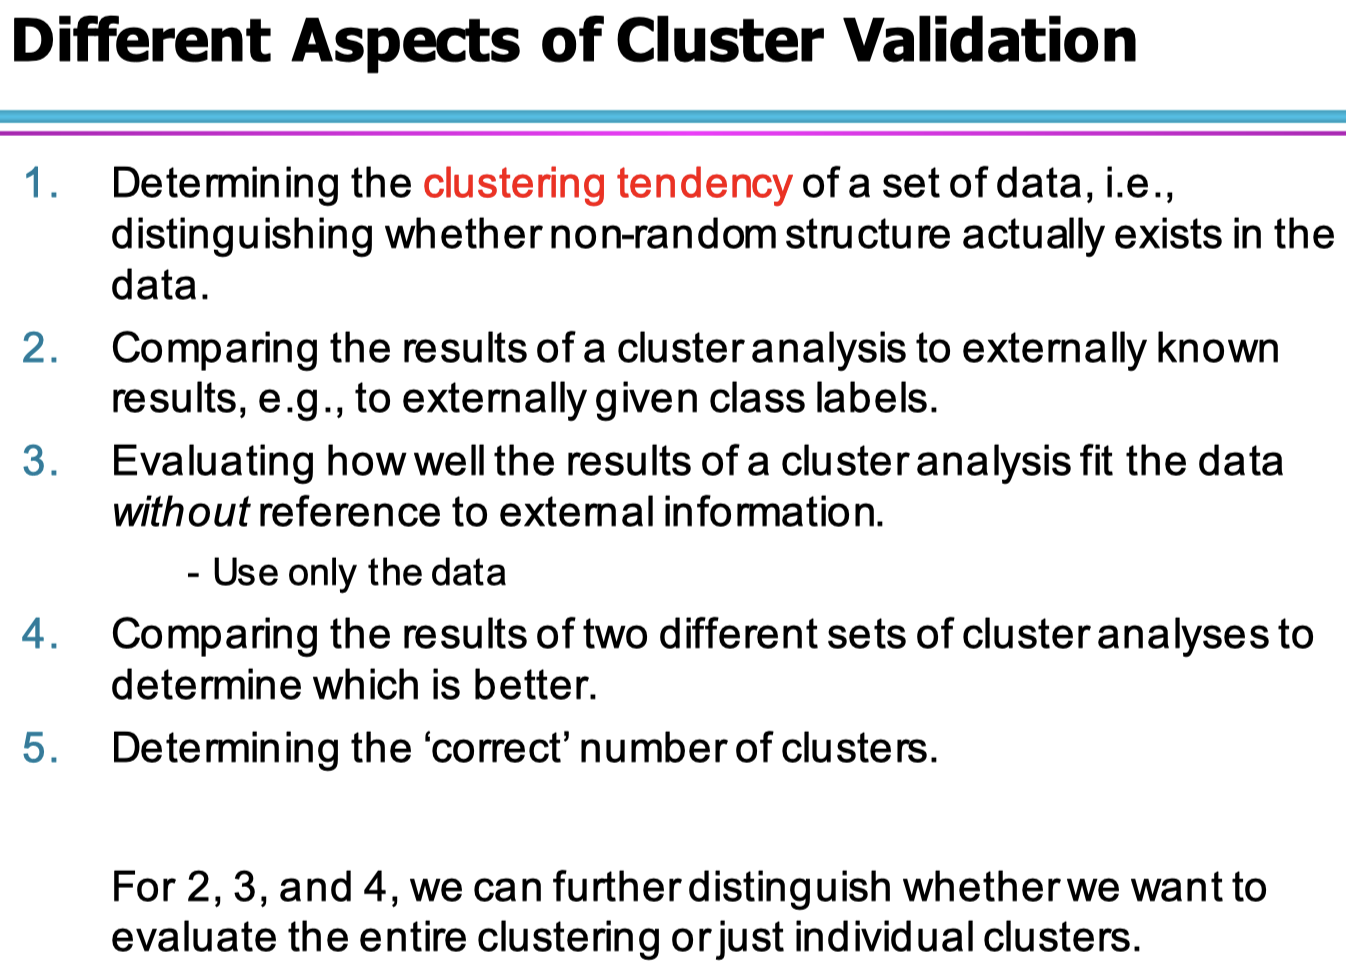 Different Aspects of Cluster Validation
1. Determining the clustering tendency of a set of data, i.e.,
distinguishing whether non-random structure actually exists in the
data.
2. Comparing the results of a cluster analysis to externally known
results, e.g., to externally given class labels.
3. Evaluating how well the results of a cluster analysis fit the data
without reference to external information.
- Use only the data
4. Comparing the results of two different sets of cluster analyses to
determine which is better.
5. Determining the ‘correct’ number of clusters.
For 2, 3, and 4, we can further distinguish whether we want to
evaluate the entire clustering or just individual clusters.